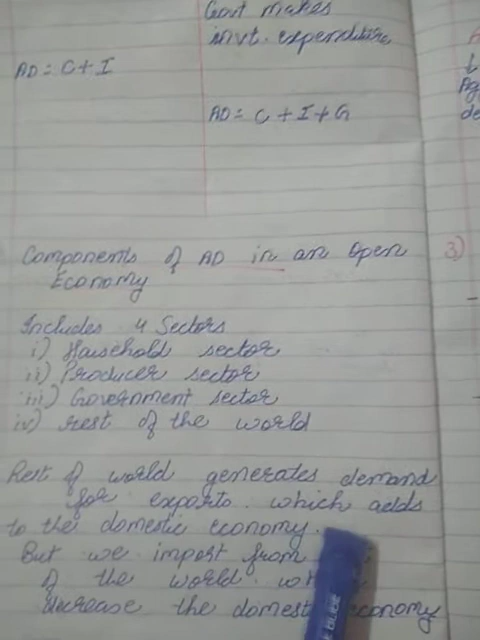 Govt makes
invt. expenditure
AD = C + I
AD = C + I + G
Components of AD in an Open
Economy
Includes 4 Sectors
i) Household sector
ii) Producer sector
iii) Government sector
iv) rest of the world
Rest of world generates demand
for exports which adds
to the domestic economy.
But we import from
of the world
decrease the domest economy
3)